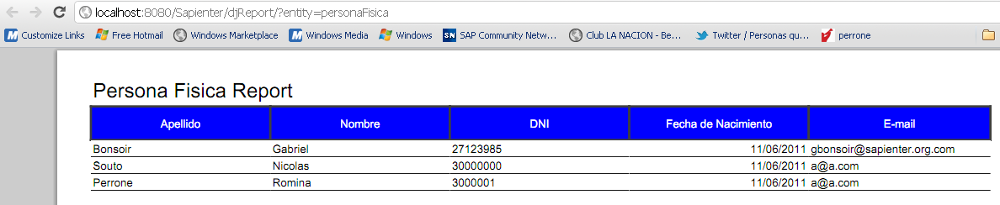 localhost:8080/Sapienter/djReport/?entity=personaFisica
Customize Links Free Hotmail Windows Marketplace Windows Media Windows SAP Community Netw... Club LA NACION - Be... Twitter / Personas qu... perrone
Persona Fisica Report
Apellido Nombre DNI Fecha de Nacimiento E-mail
Bonsoir Gabriel 27123985 11/06/2011 gbonsoir@sapienter.org.com
Souto Nicolas 30000000 11/06/2011 a@a.com
Perrone Romina 3000001 11/06/2011 a@a.com